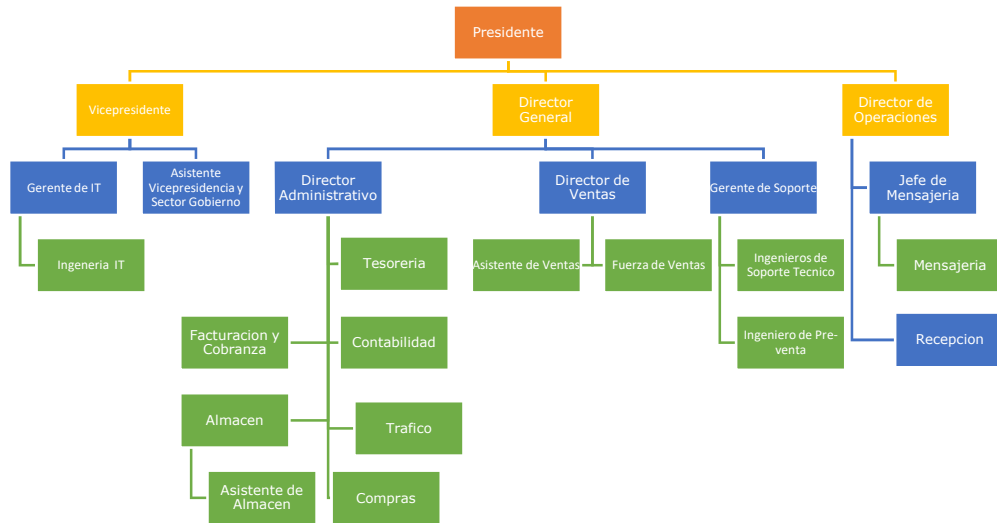 Presidente
Vicepresidente
Director
General
Director de
Operaciones
Gerente de IT
Asistente
Vicepresidencia y
Sector Gobierno
Director
Administrativo
Director de
Ventas
Gerente de Soporte
Jefe de
Mensajeria
Ingeneria IT
Tesoreria
Asistente de Ventas
Fuerza de Ventas
Ingenieros de
Soporte Tecnico
Mensajeria
Facturacion y
Cobranza
Contabilidad
Ingeniero de Pre-
venta
Recepcion
Almacen
Trafico
Asistente de
Almacen
Compras